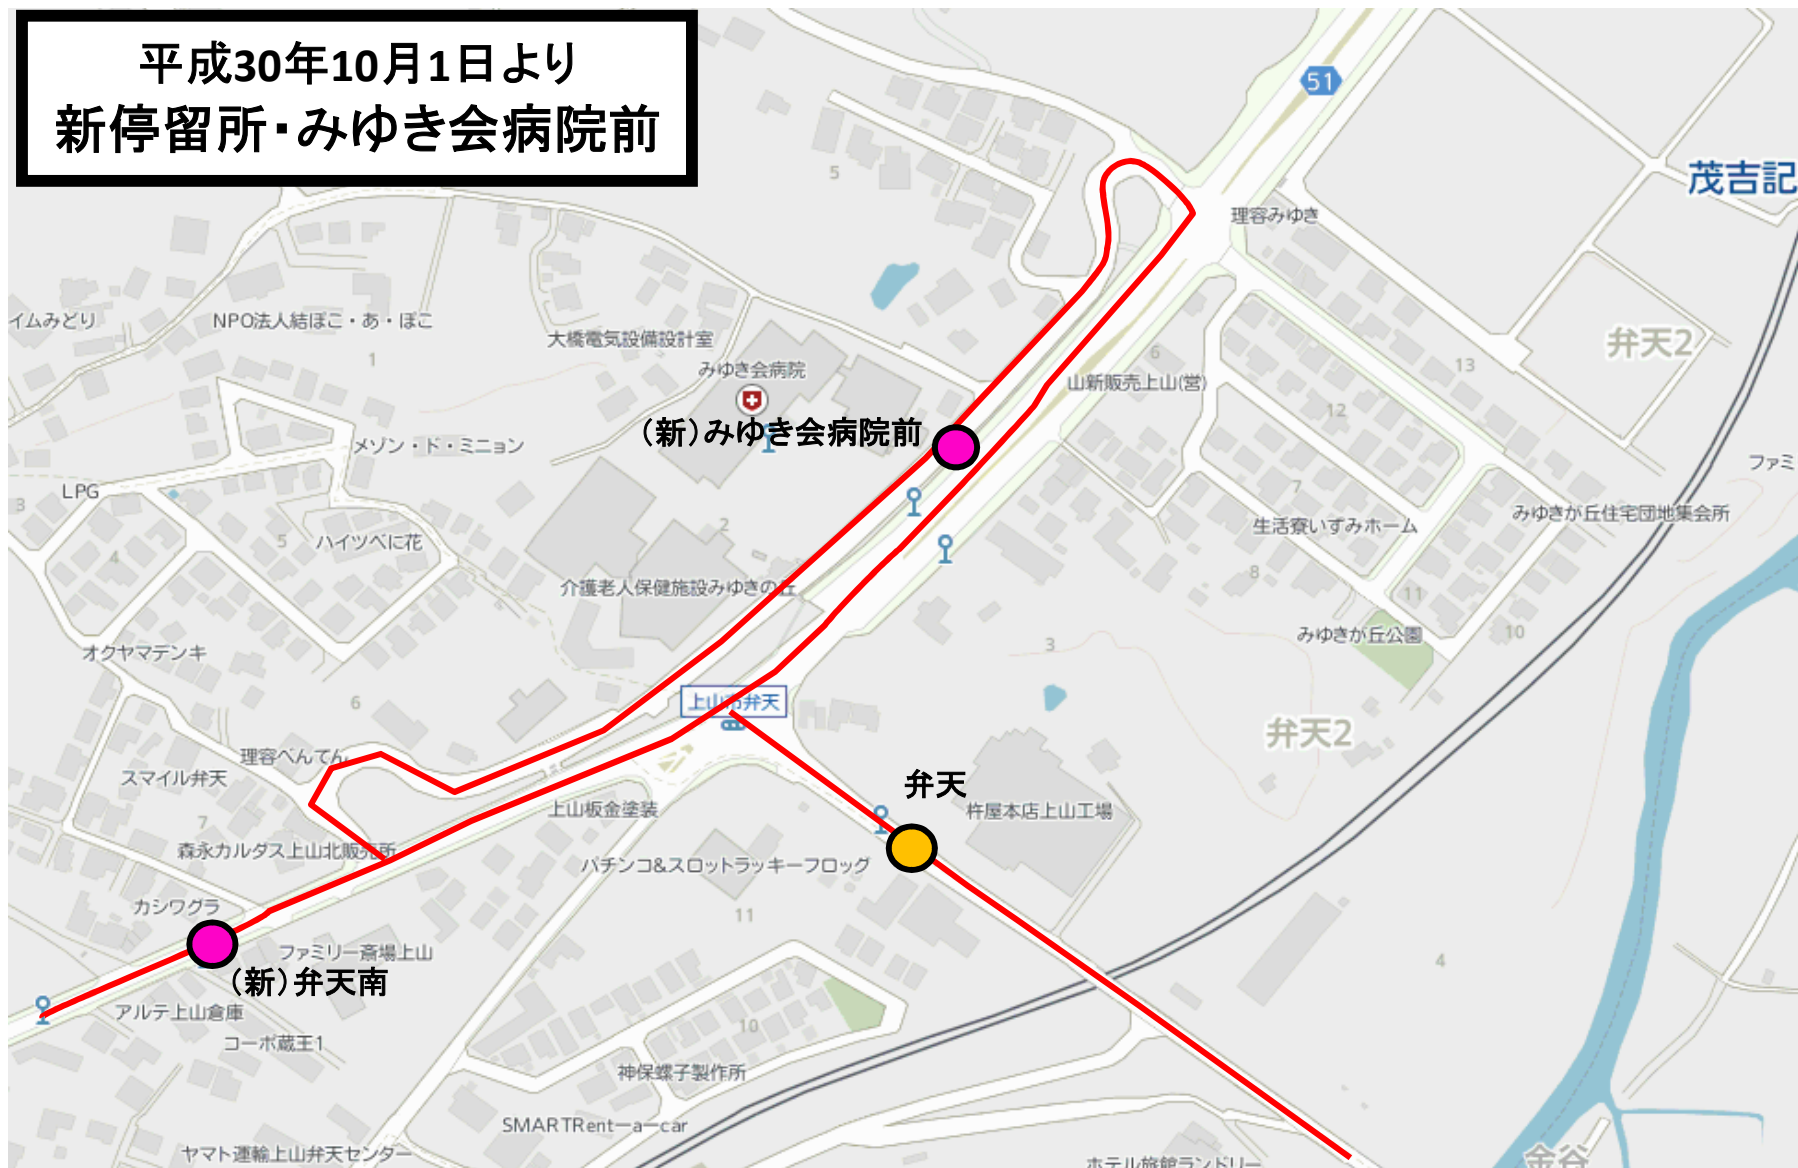 平成30年10月1日より
新停留所・みゆき会病院前
51
茂吉記
5
理容みゆき
イムみどり
NPO法人結ぽこ・あ・ぽこ
大橋電気設備設計室
1
みゆき会病院
6
山新販売上山(営)
13
弁天2
12
(新)みゆき会病院前
メゾン・ド・ミニョン
LPG
3
ファミ
7
みゆきが丘住宅団地集会所
生活寮いずみホーム
2
5
ハイツべに花
4
介護老人保健施設みゆきの丘
8
11
10
みゆきが丘公園
3
オクヤマデンキ
6
上山市弁天
弁天2
理容べんてん
スマイル弁天
弁天
上山板金塗装
杵屋本店上山工場
7
森永カルダス上山北販売所
パチンコ&スロットラッキーフロッグ
カシワグラ
11
ファミリー斎場上山
(新)弁天南
4
アルテ上山倉庫
10
コーポ蔵王1
神保螺子製作所
SMARTRent-a-car
ヤマト運輸上山弁天センター
ホテル旅館ランドリー
金谷